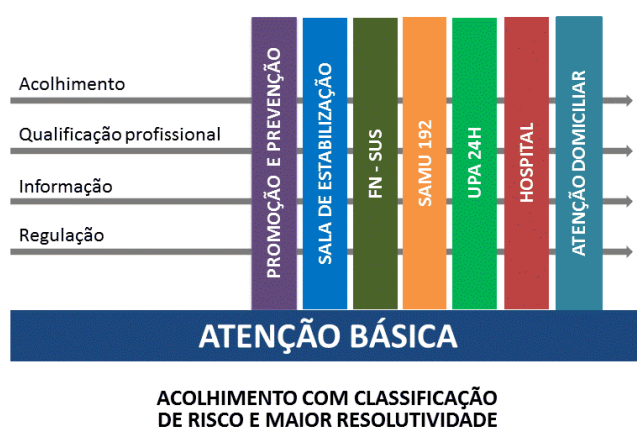 Acolhimento
Qualificação profissional
Informação
Regulação
PROMOÇÃO E PREVENÇÃO
SALA DE ESTABILIZAÇÃO
FN - SUS
SAMU 192
UPA 24H
HOSPITAL
ATENÇÃO DOMICILIAR
ATENÇÃO BÁSICA
ACOLHIMENTO COM CLASSIFICAÇÃO
DE RISCO E MAIOR RESOLUTIVIDADE